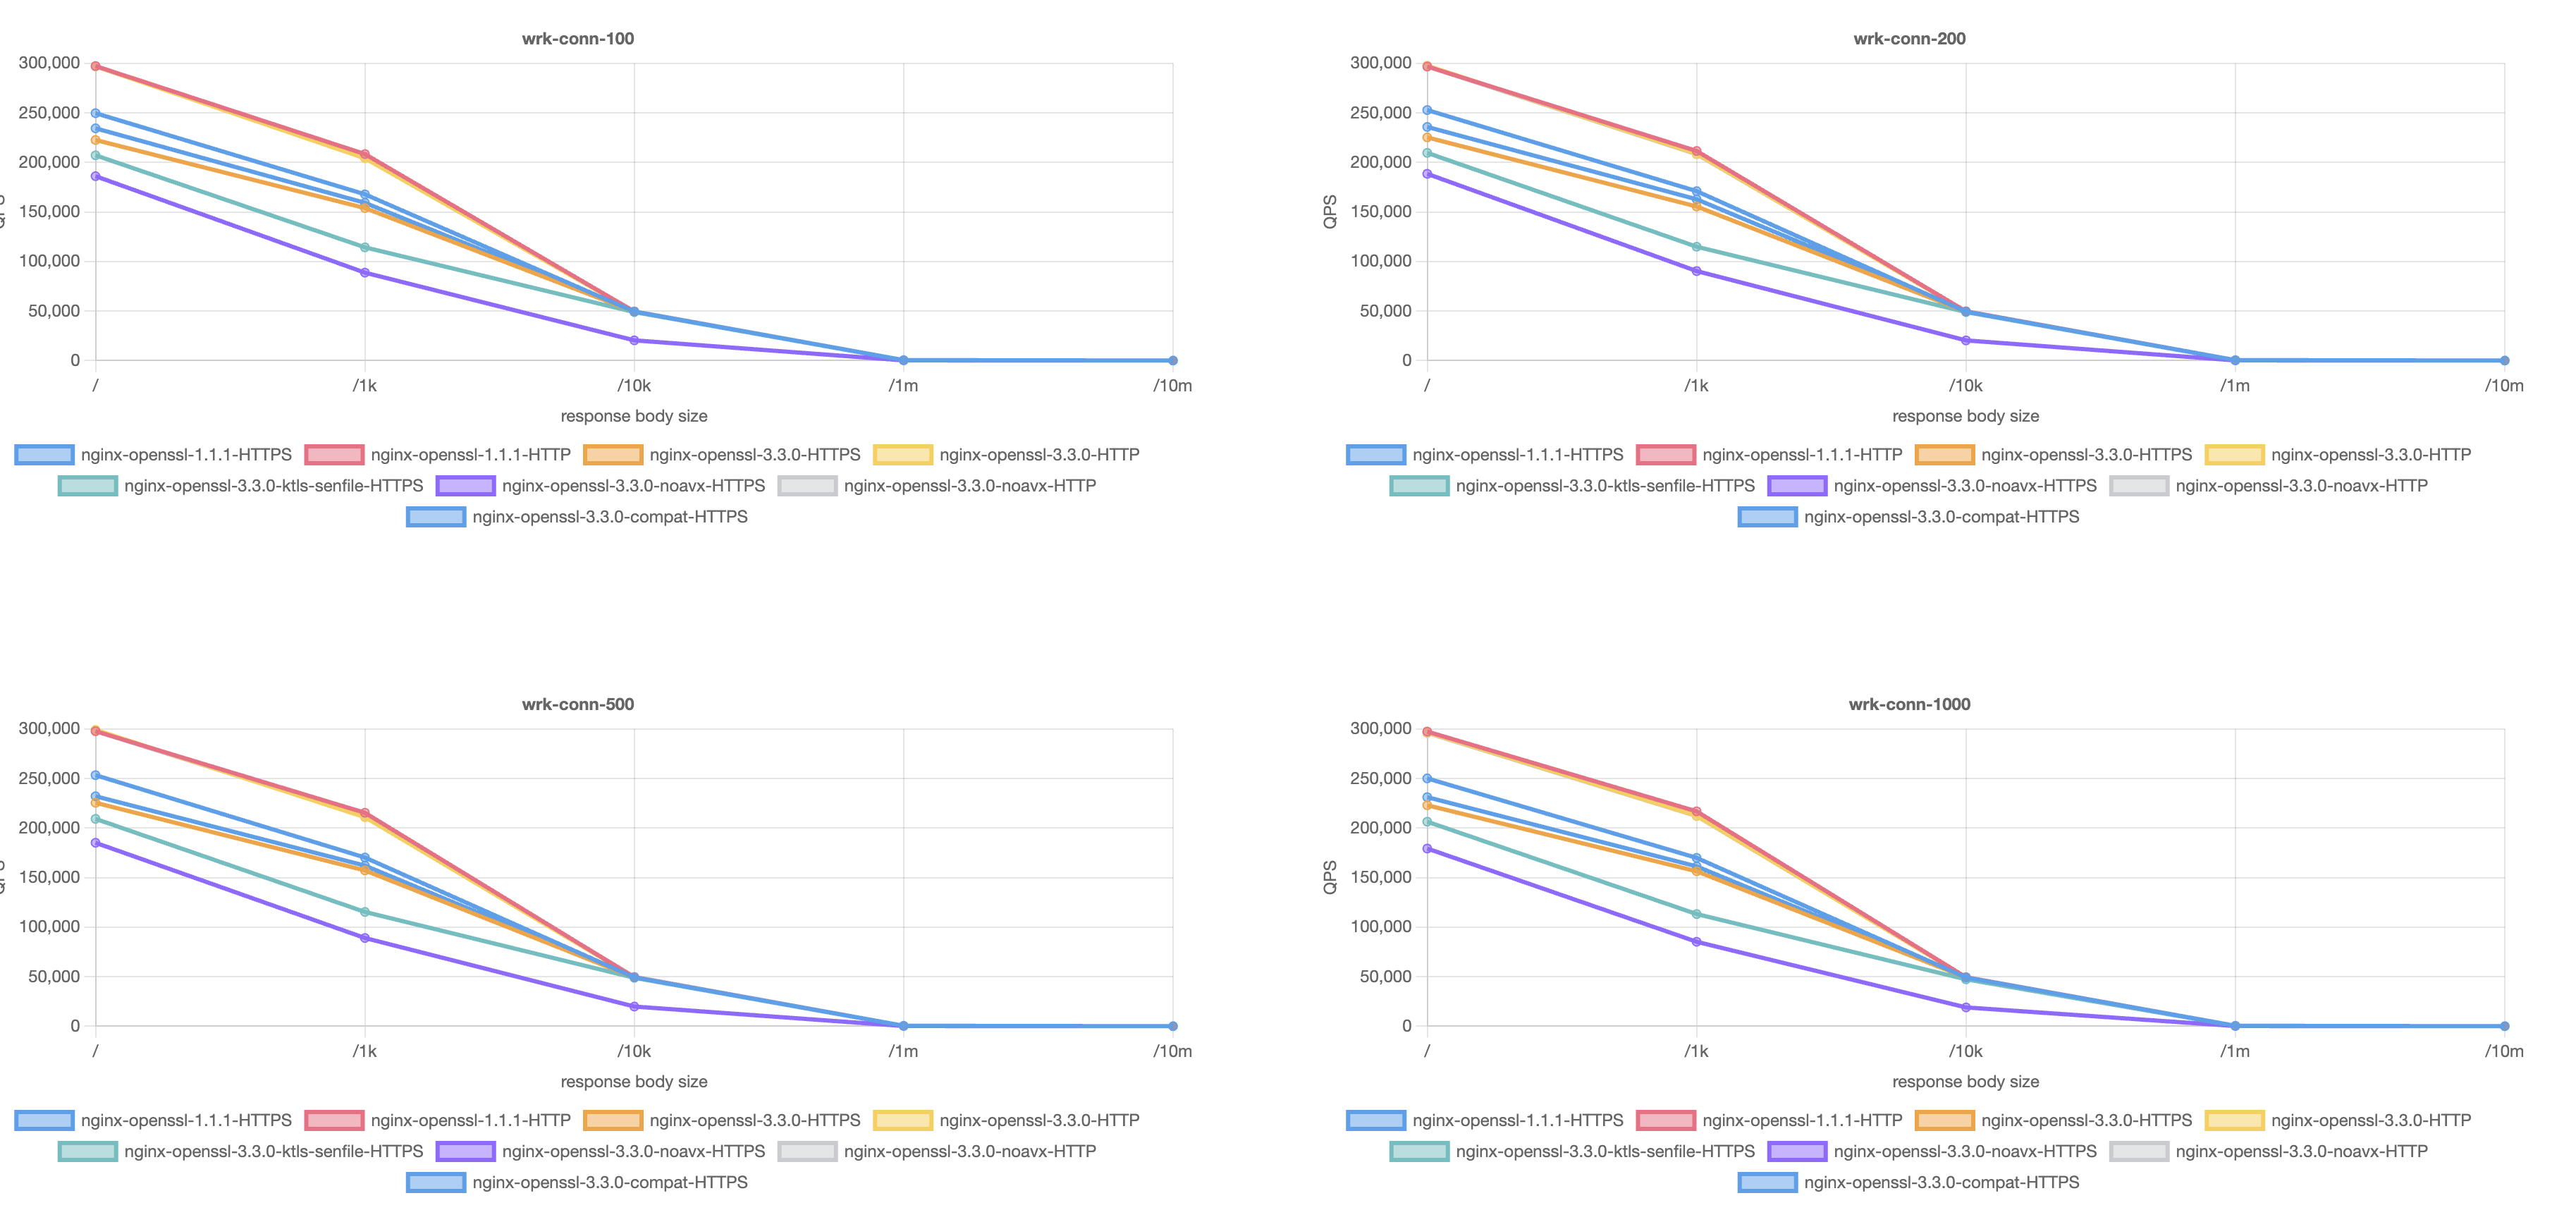 wrk-conn-100
300,000
250,000
200,000
150,000
100,000
50,000
0
QPS
/ /1k /10k /1m /10m
response body size
nginx-openssl-1.1.1-HTTPS nginx-openssl-1.1.1-HTTP nginx-openssl-3.3.0-HTTPS nginx-openssl-3.3.0-HTTP
nginx-openssl-3.3.0-ktls-senfile-HTTPS nginx-openssl-3.3.0-noavx-HTTPS nginx-openssl-3.3.0-noavx-HTTP
nginx-openssl-3.3.0-compat-HTTPS
wrk-conn-200
300,000
250,000
200,000
150,000
100,000
50,000
0
QPS
/ /1k /10k /1m /10m
response body size
nginx-openssl-1.1.1-HTTPS nginx-openssl-1.1.1-HTTP nginx-openssl-3.3.0-HTTPS nginx-openssl-3.3.0-HTTP
nginx-openssl-3.3.0-ktls-senfile-HTTPS nginx-openssl-3.3.0-noavx-HTTPS nginx-openssl-3.3.0-noavx-HTTP
nginx-openssl-3.3.0-compat-HTTPS
wrk-conn-500
300,000
250,000
200,000
150,000
100,000
50,000
0
QPS
/ /1k /10k /1m /10m
response body size
nginx-openssl-1.1.1-HTTPS nginx-openssl-1.1.1-HTTP nginx-openssl-3.3.0-HTTPS nginx-openssl-3.3.0-HTTP
nginx-openssl-3.3.0-ktls-senfile-HTTPS nginx-openssl-3.3.0-noavx-HTTPS nginx-openssl-3.3.0-noavx-HTTP
nginx-openssl-3.3.0-compat-HTTPS
wrk-conn-1000
300,000
250,000
200,000
150,000
100,000
50,000
0
QPS
/ /1k /10k /1m /10m
response body size
nginx-openssl-1.1.1-HTTPS nginx-openssl-1.1.1-HTTP nginx-openssl-3.3.0-HTTPS nginx-openssl-3.3.0-HTTP
nginx-openssl-3.3.0-ktls-senfile-HTTPS nginx-openssl-3.3.0-noavx-HTTPS nginx-openssl-3.3.0-noavx-HTTP
nginx-openssl-3.3.0-compat-HTTPS